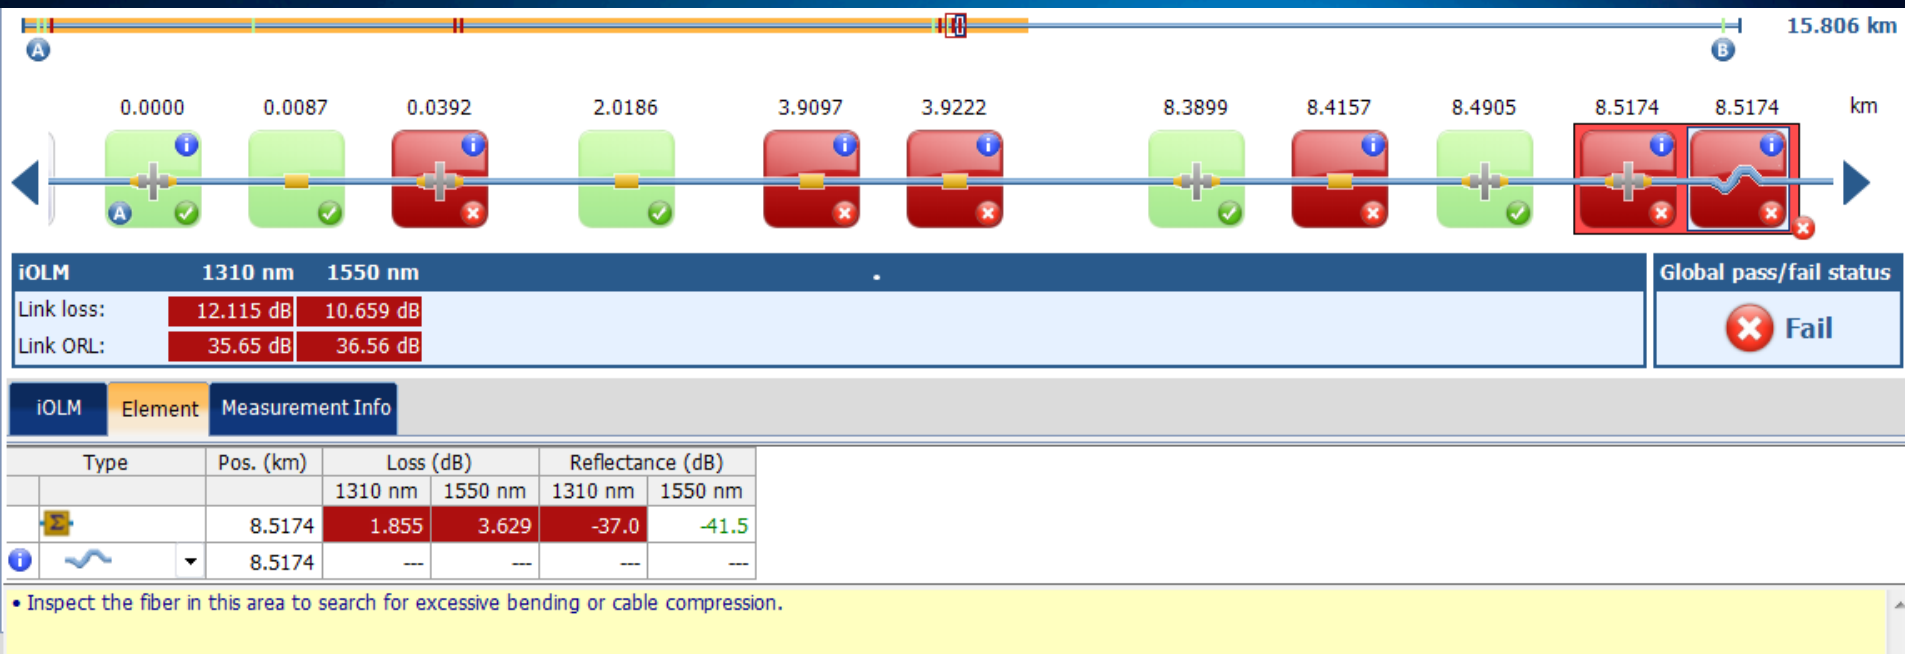 15.806 km
A B
0.0000 0.0087 0.0392 2.0186 3.9097 3.9222 8.3899 8.4157 8.4905 8.5174 8.5174 km
i i i i i i i
A
iOLM 1310 nm 1550 nm . Global pass/fail status
Link loss: 12.115 dB 10.659 dB
Fail
Link ORL: 35.65 dB 36.56 dB
iOLM Element Measurement Info
Type Pos. (km) Loss (dB) Reflectance (dB)
1310 nm 1550 nm 1310 nm 1550 nm
Σ 8.5174 1.855 3.629 -37.0 -41.5
i 8.5174 --- --- --- ---
• Inspect the fiber in this area to search for excessive bending or cable compression.